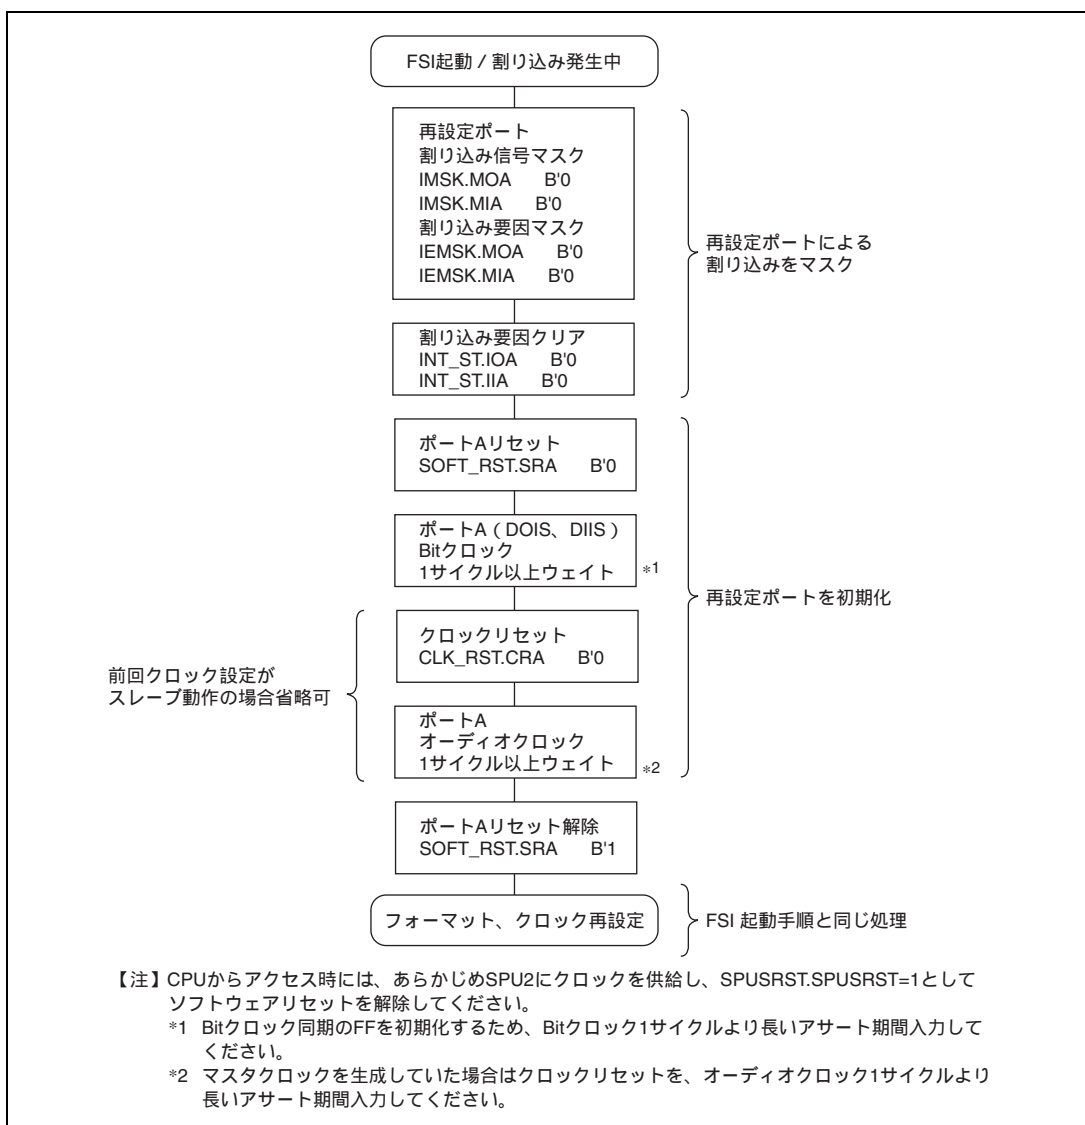 FSI起動 / 割り込み発生中
再設定ポート
割り込み信号マスク
IMSK.MOA B'0
IMSK.MIA B'0
割り込み要因マスク
IEMSK.MOA B'0
IEMSK.MIA B'0
再設定ポートによる
割り込みをマスク
割り込み要因クリア
INT_ST.IOA B'0
INT_ST.IIA B'0
ポートAリセット
SOFT_RST.SRA B'0
ポートA（DOIS、DIIS）
Bitクロック
1サイクル以上ウェイト *1
再設定ポートを初期化
クロックリセット
CLK_RST.CRA B'0
前回クロック設定が
スレーブ動作の場合省略可
ポートA
オーディオクロック
1サイクル以上ウェイト *2
ポートAリセット解除
SOFT_RST.SRA B'1
フォーマット、クロック再設定
FSI 起動手順と同じ処理
【注】CPUからアクセス時には、あらかじめSPU2にクロックを供給し、SPUSRST.SPUSRST=1として
ソフトウェアリセットを解除してください。
*1 Bitクロック同期のFFを初期化するため、Bitクロック1サイクルより長いアサート期間入力して
ください。
*2 マスタクロックを生成していた場合はクロックリセットを、オーディオクロック1サイクルより
長いアサート期間入力してください。